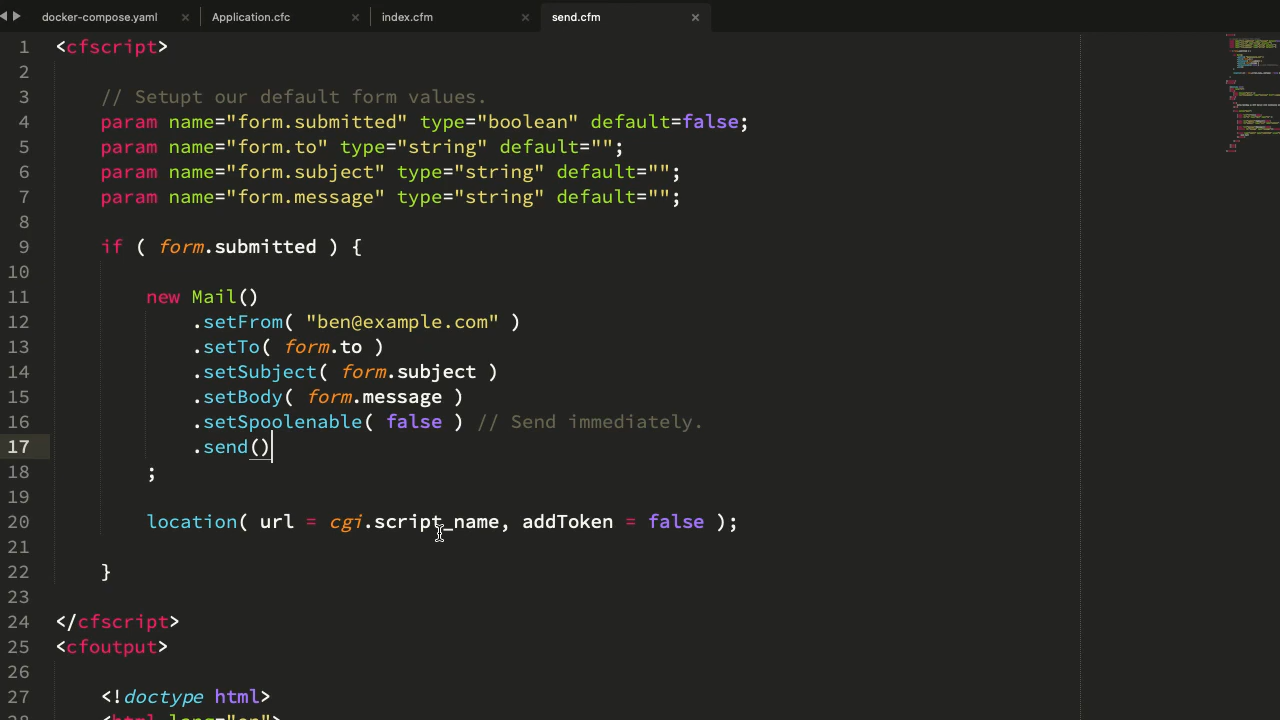 docker-compose.yaml × Application.cfc × index.cfm × send.cfm ×
1 <cfscript>
2
3 // Setupt our default form values.
4 param name="form.submitted" type="boolean" default=false;
5 param name="form.to" type="string" default="";
6 param name="form.subject" type="string" default="";
7 param name="form.message" type="string" default="";
8
9 if ( form.submitted ) {
10
11 new Mail()
12 .setFrom( "ben@example.com" )
13 .setTo( form.to )
14 .setSubject( form.subject )
15 .setBody( form.message )
16 .setSpoolenable( false ) // Send immediately.
17 .send()
18 ;
19
20 location( url = cgi.script_name, addToken = false );
21
22 }
23
24 </cfscript>
25 <cfoutput>
26
27 <!doctype html>
28 <html lang="en">